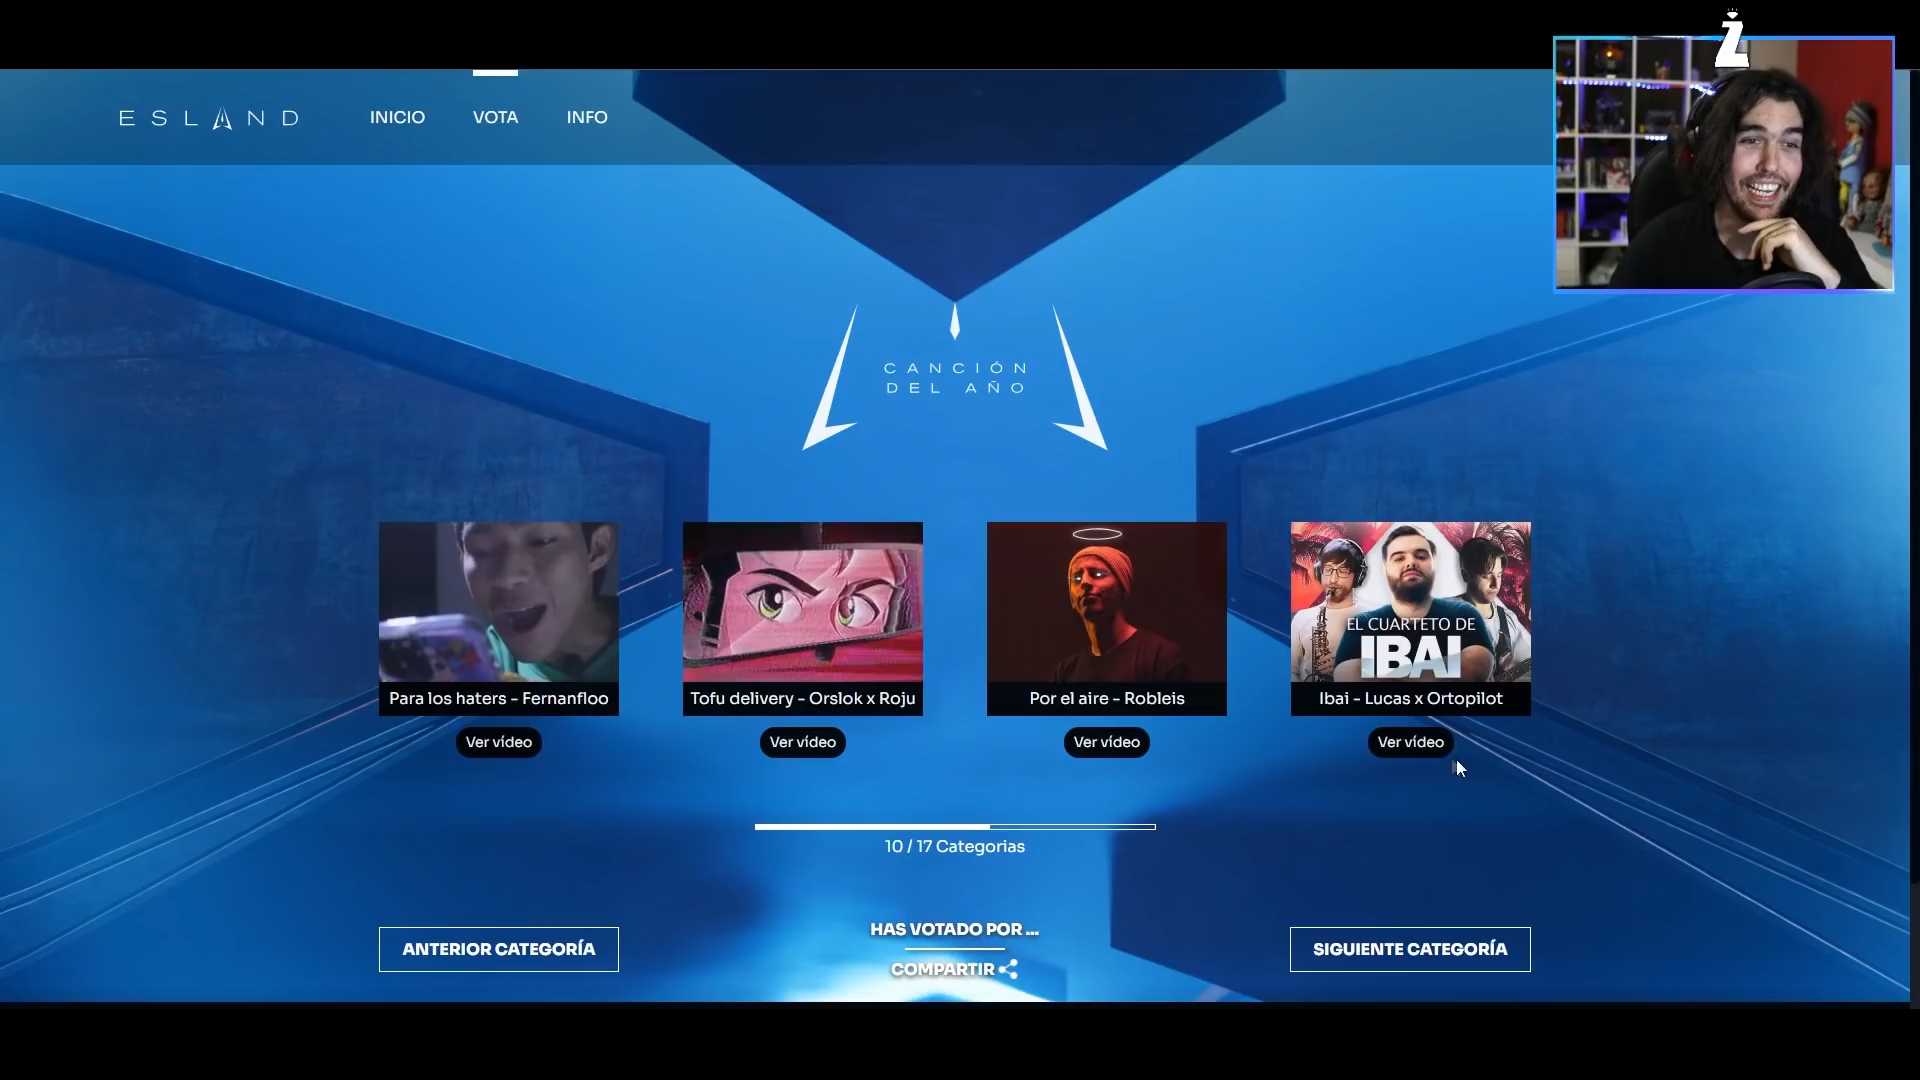 ESLAND
INICIO
VOTA
INFO
CANCIÓN
DEL AÑO
EL CUARTETO DE
IBAI
Para los haters - Fernanfloo
Tofu delivery - Orslok x Roju
Por el aire - Robleis
Ibai - Lucas x Ortopilot
Ver vídeo
Ver vídeo
Ver vídeo
Ver vídeo
10 / 17 Categorias
ANTERIOR CATEGORÍA
HAS VOTADO POR ...
COMPARTIR
SIGUIENTE CATEGORÍA